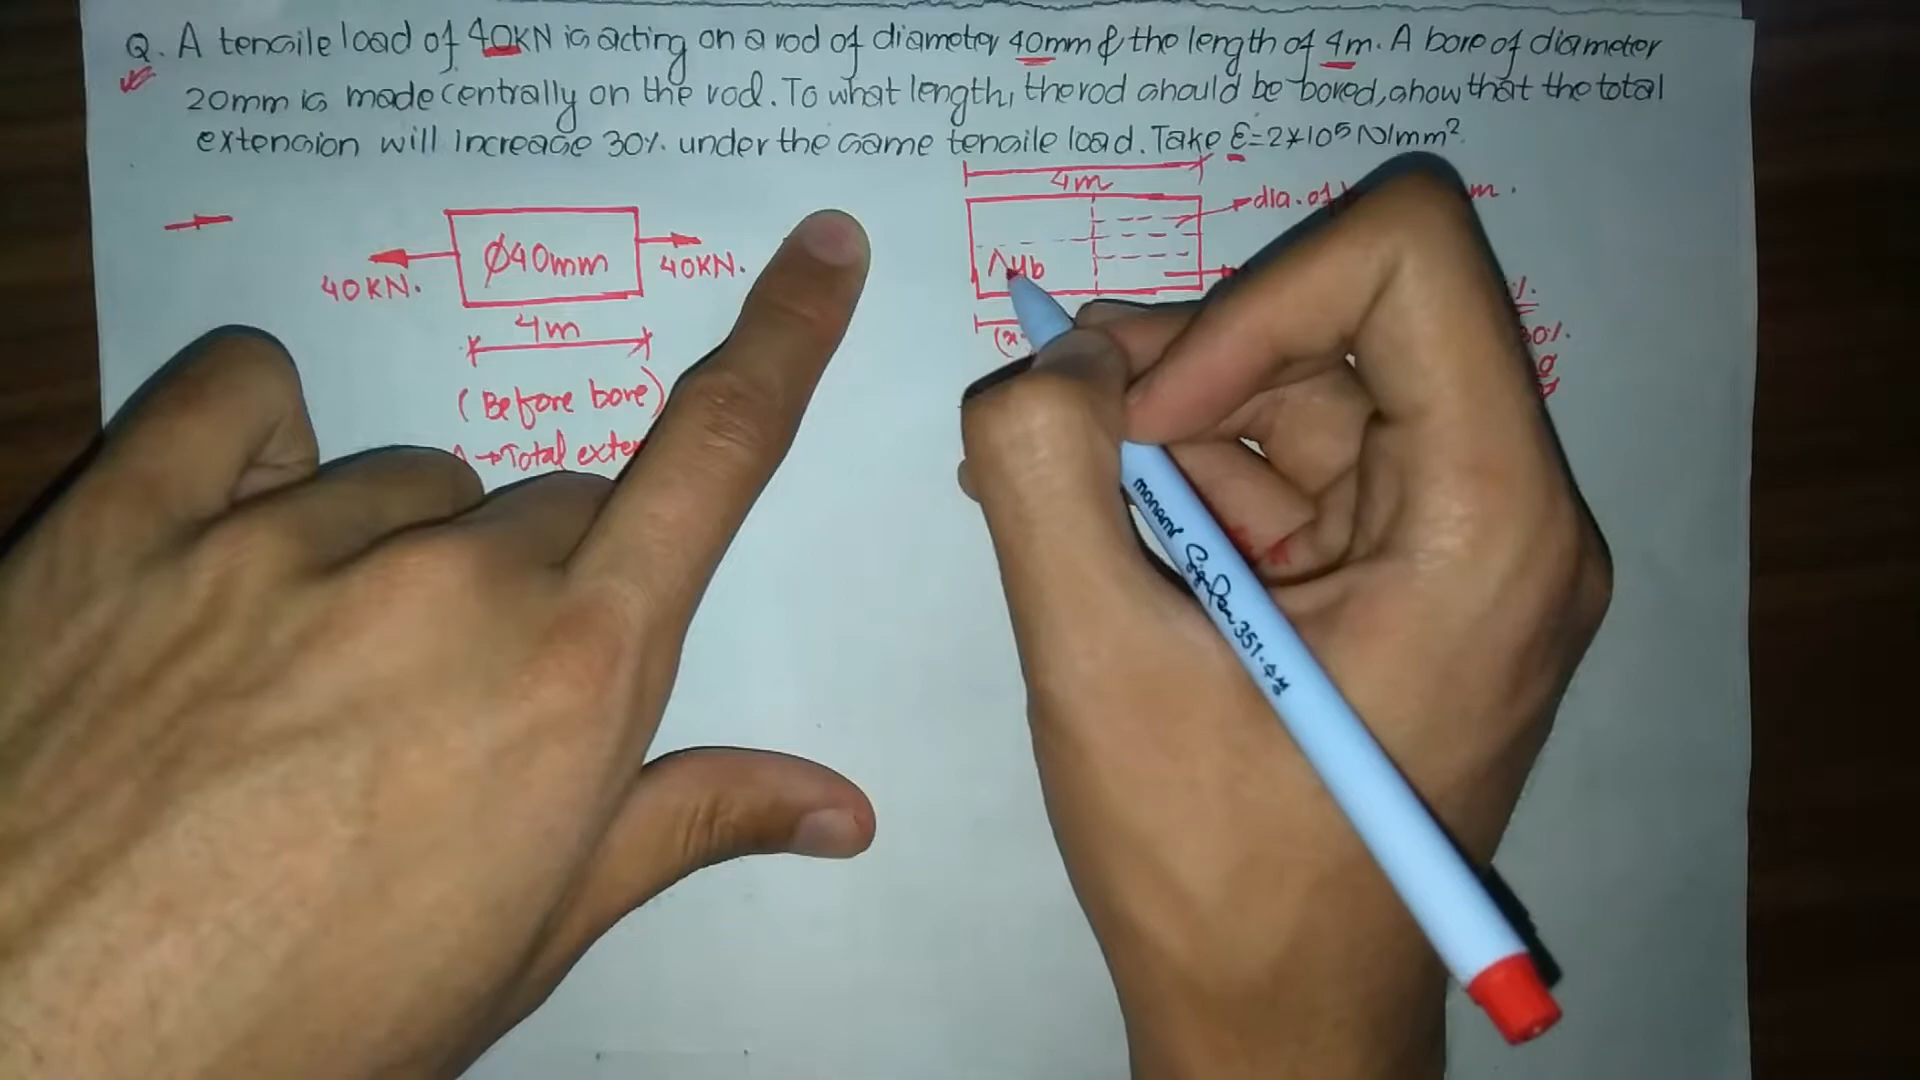 Q. A tensile load of 40KN is acting on a rod of diameter 40mm & the length of 4m. A bore of diameter
20mm is made centrally on the rod. To what length, the rod should be bored, show that the total
extension will increase 30%. under the same tensile load. Take E=2*10⁵ N/mm².
4m
dia. of m.
ø40mm
40KN. 40KN.
4m
(Before bore)
→Total exte
monami Sign Pen 351